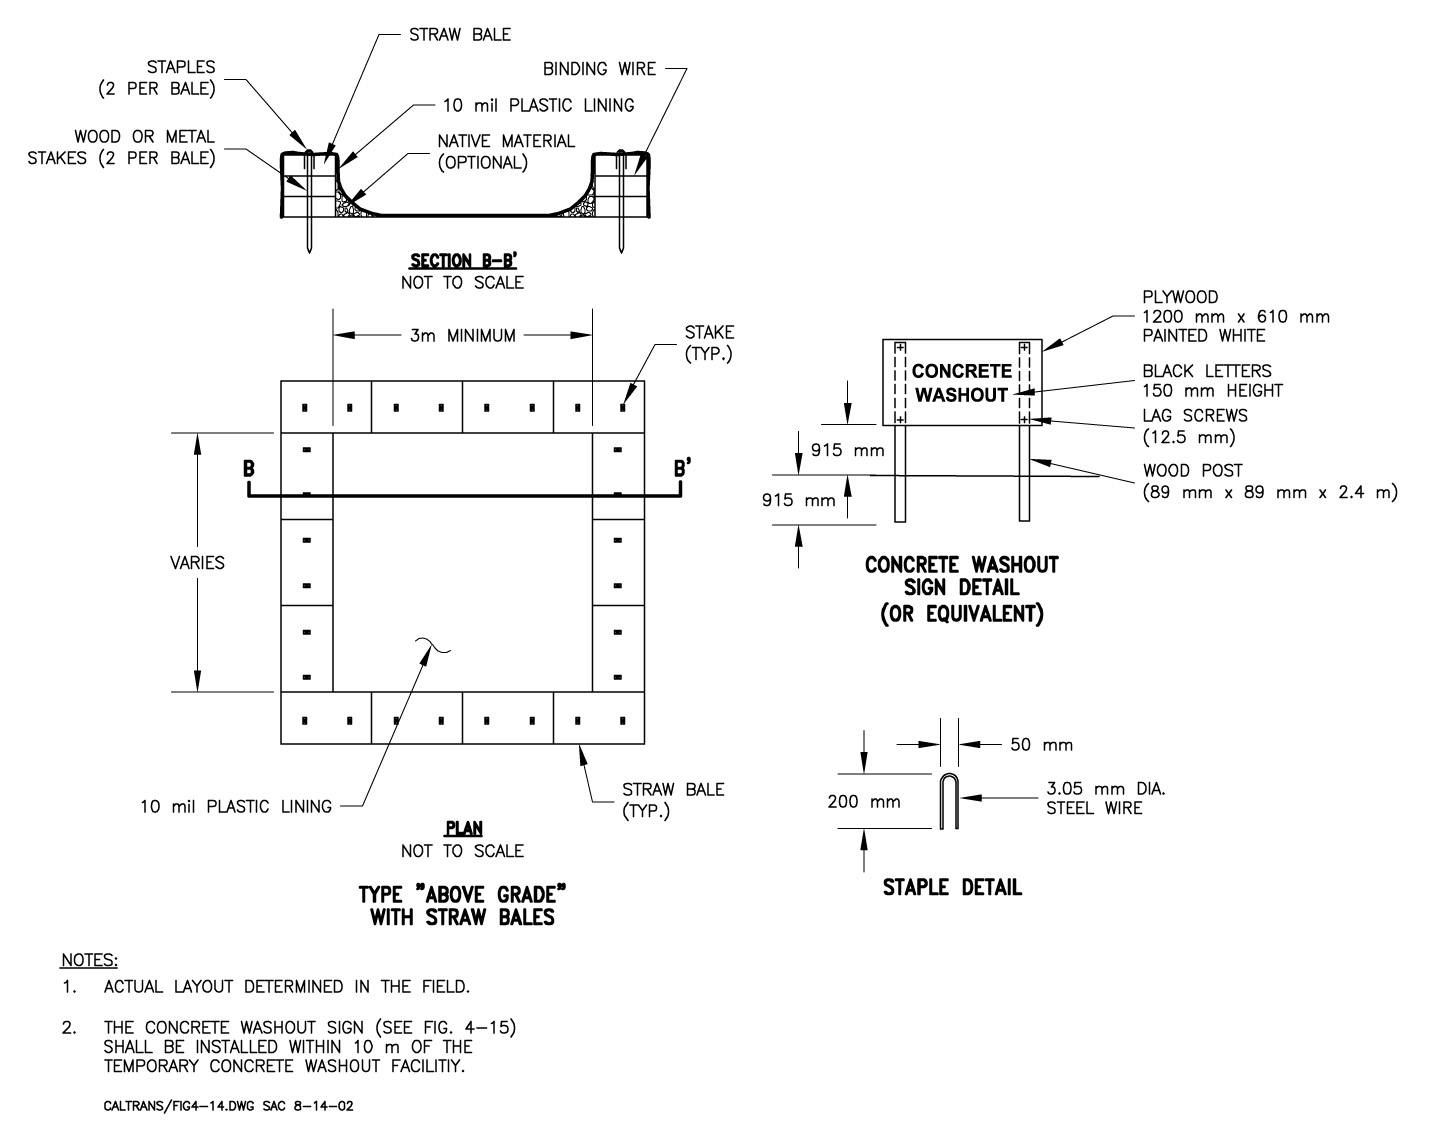 STRAW BALE
STAPLES
(2 PER BALE)
BINDING WIRE
10 mil PLASTIC LINING
WOOD OR METAL
STAKES (2 PER BALE)
NATIVE MATERIAL
(OPTIONAL)
SECTION B-B'
NOT TO SCALE
3m MINIMUM
STAKE
(TYP.)
B
B'
VARIES
10 mil PLASTIC LINING
STRAW BALE
(TYP.)
PLAN
NOT TO SCALE
TYPE "ABOVE GRADE"
WITH STRAW BALES
PLYWOOD
1200 mm x 610 mm
PAINTED WHITE
CONCRETE
WASHOUT
BLACK LETTERS
150 mm HEIGHT
LAG SCREWS
(12.5 mm)
915 mm
WOOD POST
(89 mm x 89 mm x 2.4 m)
915 mm
CONCRETE WASHOUT
SIGN DETAIL
(OR EQUIVALENT)
50 mm
200 mm
3.05 mm DIA.
STEEL WIRE
STAPLE DETAIL
NOTES:
1. ACTUAL LAYOUT DETERMINED IN THE FIELD.
2. THE CONCRETE WASHOUT SIGN (SEE FIG. 4-15)
SHALL BE INSTALLED WITHIN 10 m OF THE
TEMPORARY CONCRETE WASHOUT FACILITIY.
CALTRANS/FIG4-14.DWG SAC 8-14-02